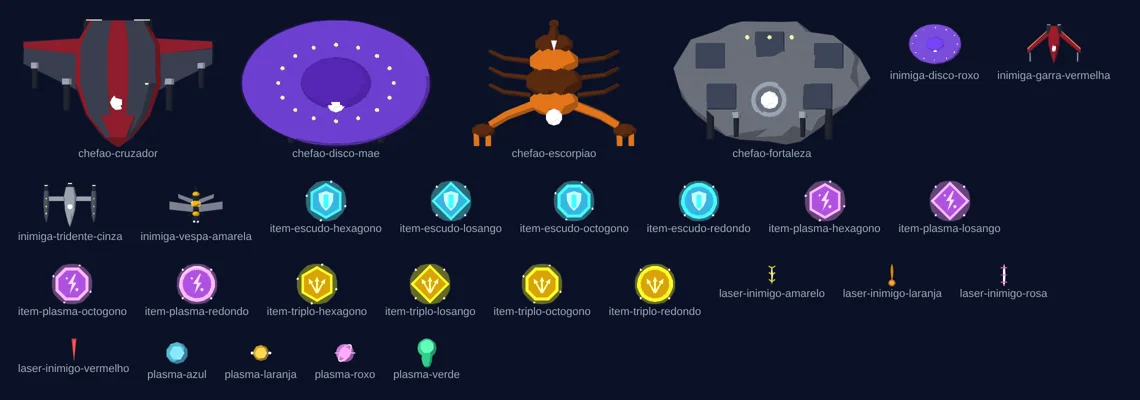 chefao-cruzador
chefao-disco-mae
chefao-escorpiao
chefao-fortaleza
inimiga-disco-roxo
inimiga-garra-vermelha
inimiga-tridente-cinza
inimiga-vespa-amarela
item-escudo-hexagono
item-escudo-losango
item-escudo-octogono
item-escudo-redondo
item-plasma-hexagono
item-plasma-losango
item-plasma-octogono
item-plasma-redondo
item-triplo-hexagono
item-triplo-losango
item-triplo-octogono
item-triplo-redondo
laser-inimigo-amarelo
laser-inimigo-laranja
laser-inimigo-rosa
laser-inimigo-vermelho
plasma-azul
plasma-laranja
plasma-roxo
plasma-verde